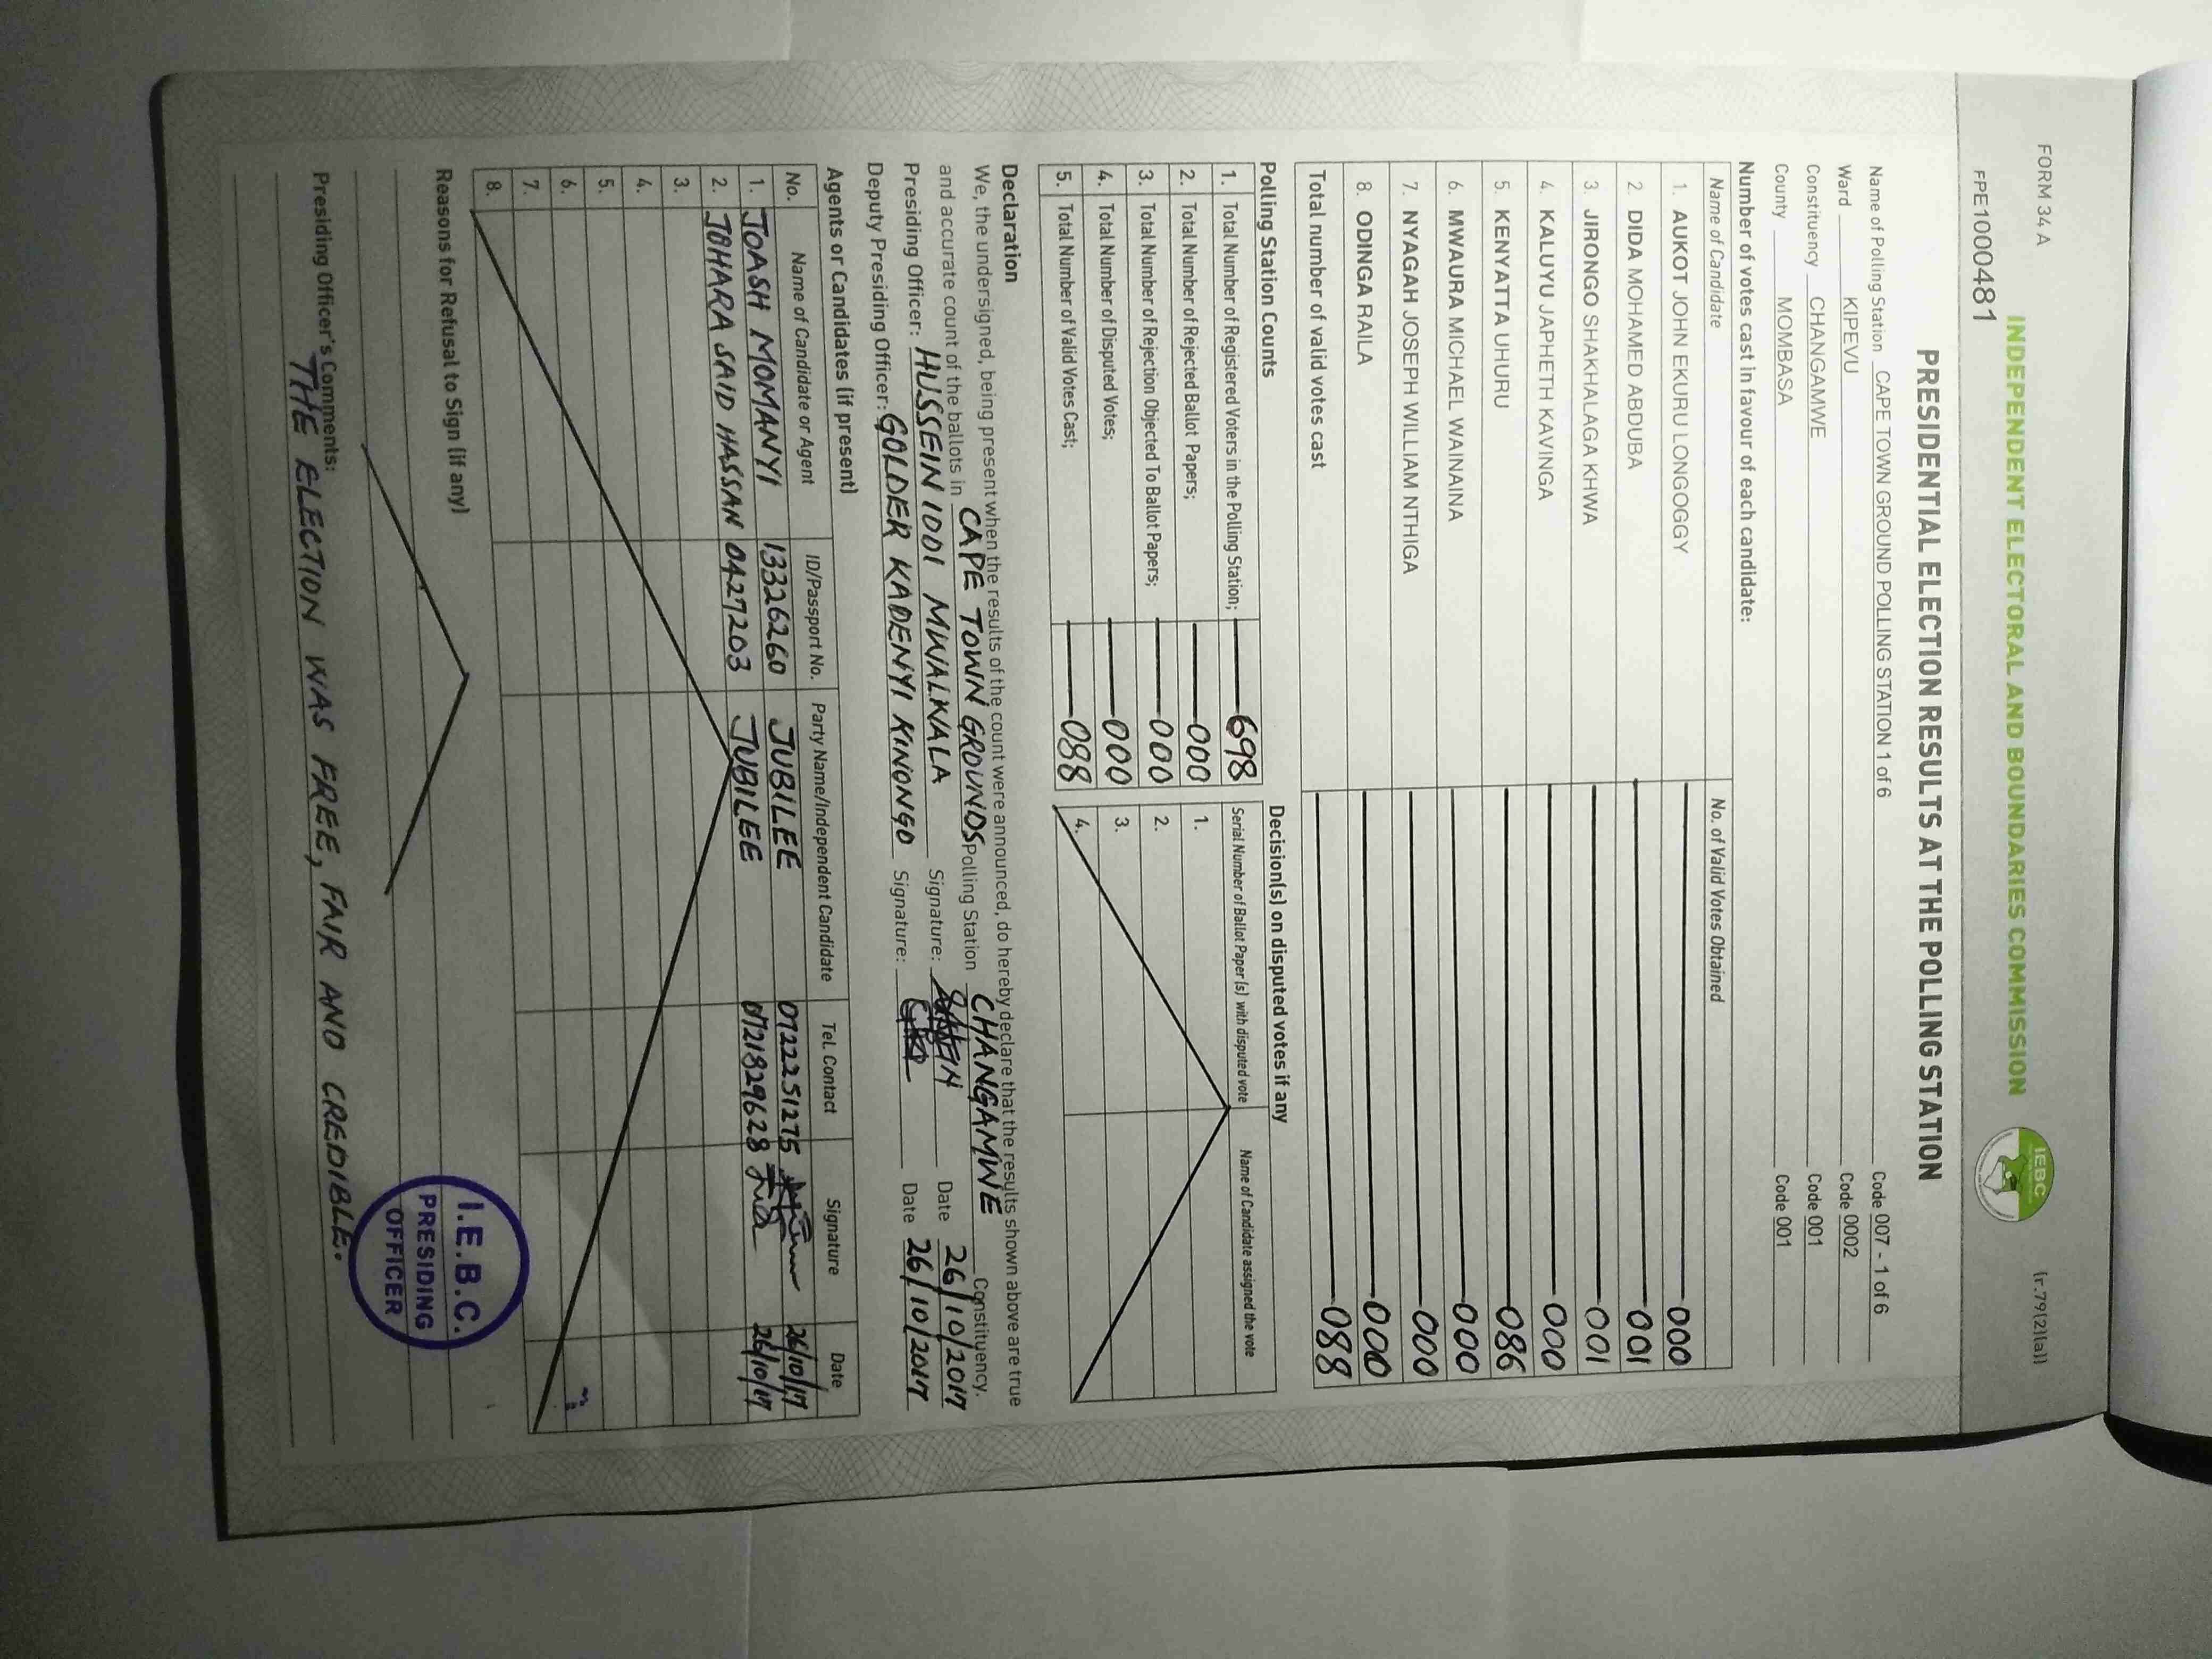 FORM 34 A
(r.79(2)(a))
INDEPENDENT ELECTORAL AND BOUNDARIES COMMISSION
IEBC
FPE1000481
PRESIDENTIAL ELECTION RESULTS AT THE POLLING STATION
Name of Polling Station CAPE TOWN GROUND POLLING STATION 1 of 6 Code 007 - 1 of 6
Ward KIPEVU Code 0002
Constituency CHANGAMWE Code 001
County MOMBASA Code 001
Number of votes cast in favour of each candidate:
Name of Candidate No. of Valid Votes Obtained
1. AUKOT JOHN EKURU LONGOGGY 000
2. DIDA MOHAMED ABDUBA 001
3. JIRONGO SHAKHALAGA KHWA 001
4. KALUYU JAPHETH KAVINGA 000
5. KENYATTA UHURU 086
6. MWAURA MICHAEL WAINAINA 000
7. NYAGAH JOSEPH WILLIAM NTHIGA 000
8. ODINGA RAILA 000
Total number of valid votes cast 088
Polling Station Counts
1. Total Number of Registered Voters in the Polling Station; 698
2. Total Number of Rejected Ballot Papers; 000
3. Total Number of Rejection Objected To Ballot Papers; 000
4. Total Number of Disputed Votes; 000
5. Total Number of Valid Votes Cast; 088
Decision(s) on disputed votes if any
Serial Number of Ballot Paper (s) with disputed vote Name of Candidate assigned the vote
1.
2.
3.
4.
Declaration
We, the undersigned, being present when the results of the count were announced, do hereby declare that the results shown above are true
and accurate count of the ballots in CAPE TOWN GROUNDS Polling Station CHANGAMWE Constituency.
Presiding Officer: HUSSEIN IDDI MWALKWALA Signature: Date 26/10/2017
Deputy Presiding Officer: GOLDER KADENYI KINONGO Signature: Date 26/10/2017
Agents or Candidates (if present)
No. Name of Candidate or Agent ID/Passport No. Party Name/Independent Candidate Tel. Contact Signature Date
1. JOASH MOMANYI 13326260 JUBILEE 0722251275 26/10/17
2. JOHARA SAID HASSAN 0427203 JUBILEE 0721829628 26/10/17
3.
4.
5.
6.
7.
8.
Reasons for Refusal to Sign (if any)
Presiding Officer's Comments:
THE ELECTION WAS FREE, FAIR AND CREDIBLE.
I.E.B.C.
PRESIDING
OFFICER